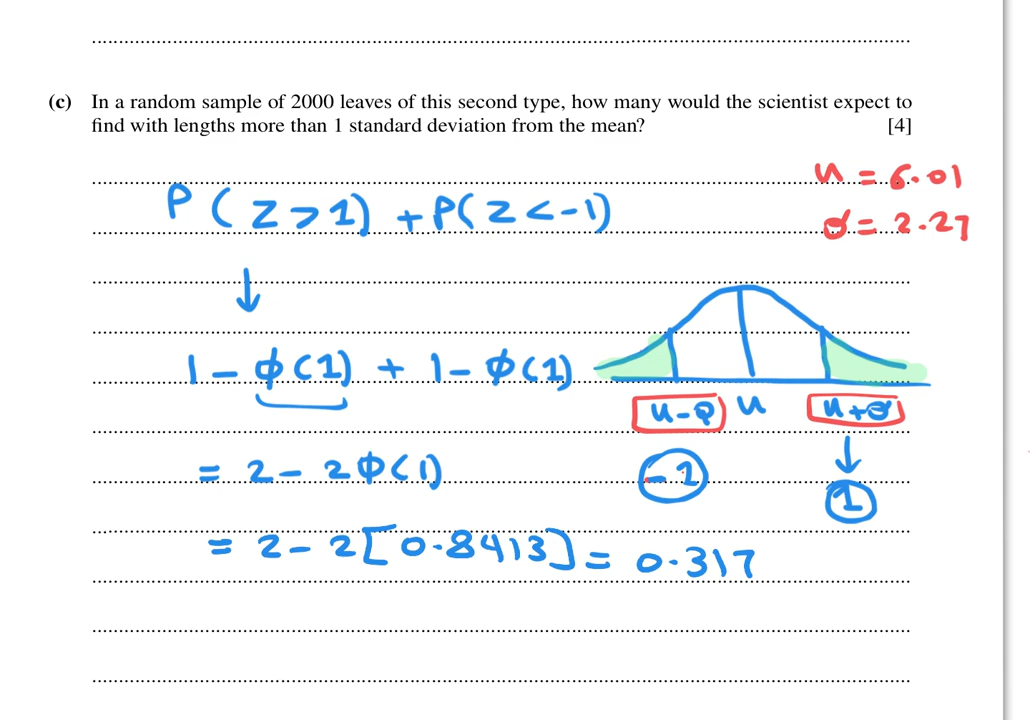 (c) In a random sample of 2000 leaves of this second type, how many would the scientist expect to
find with lengths more than 1 standard deviation from the mean? [4]
μ = 6.01
P(Z>1) + P(Z<-1)
σ = 2.27
↓
1 - φ(1) + 1 - φ(1)
μ-σ μ μ+σ
↓
= 2 - 2φ(1) -1 1
= 2 - 2[0.8413] = 0.317